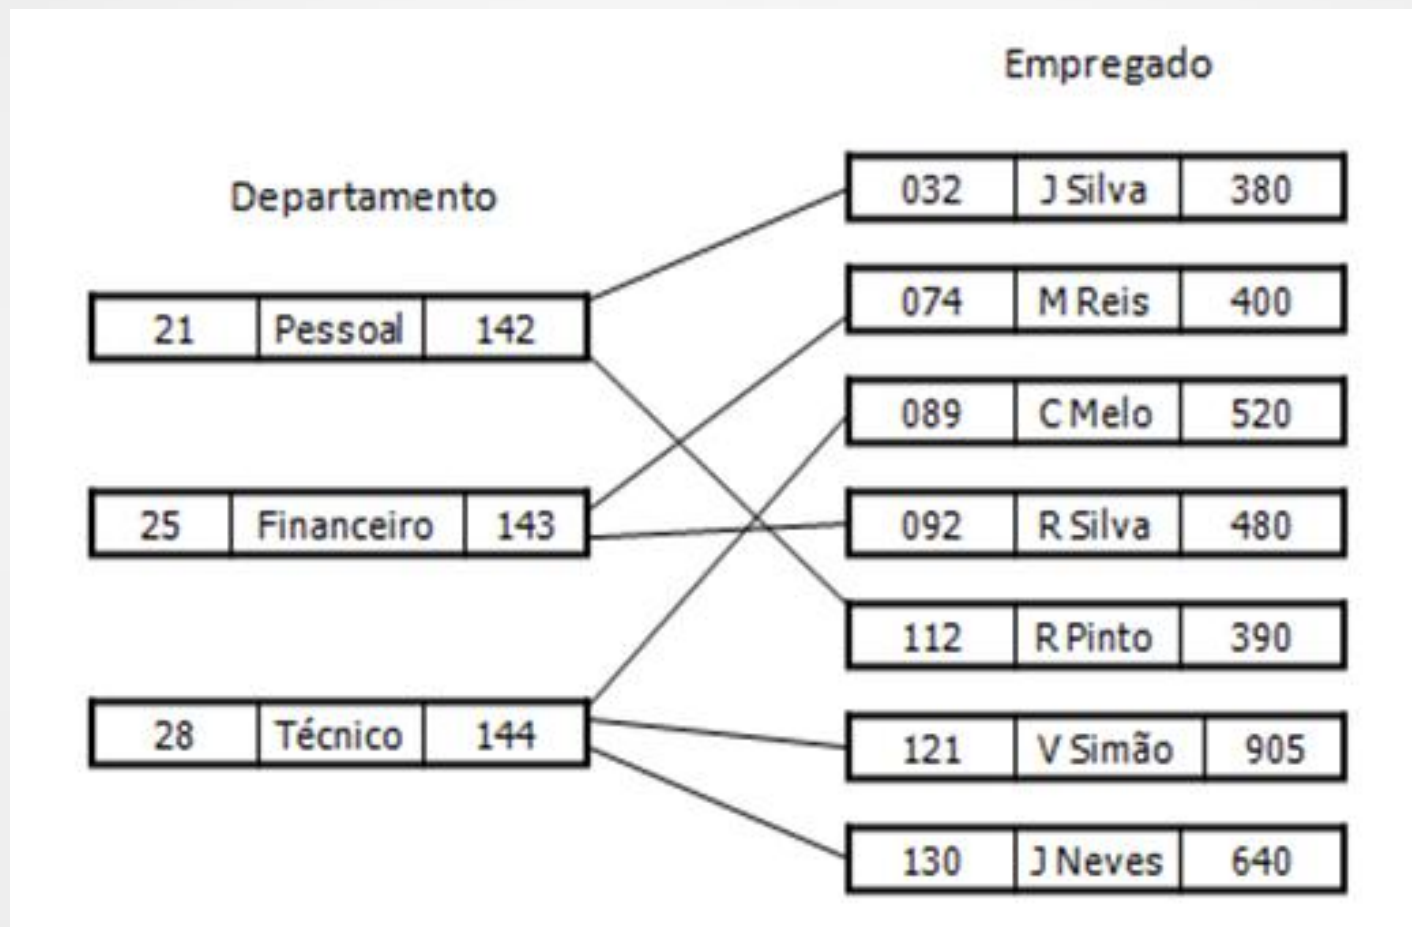 Departamento
21 Pessoal 142
25 Financeiro 143
28 Técnico 144
Empregado
032 J Silva 380
074 M Reis 400
089 C Melo 520
092 R Silva 480
112 R Pinto 390
121 V Simão 905
130 J Neves 640